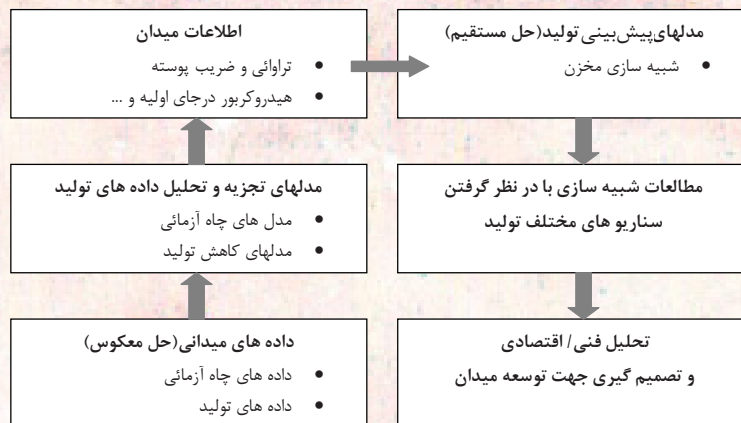 مدلهای‌پیش‌بینی‌تولید(حل مستقیم)
• شبیه سازی مخزن
اطلاعات میدان
• تراوائی و ضریب پوسته
• هیدروکربور درجای اولیه و ...
مطالعات شبیه سازی با در نظر گرفتن
سناریو های مختلف تولید
مدلهای تجزیه و تحلیل داده های تولید
• مدل های چاه آزمائی
• مدلهای کاهش تولید
تحلیل فنی/ اقتصادی
و تصمیم گیری جهت توسعه میدان
داده های میدانی(حل معکوس)
• داده های چاه آزمائی
• داده های تولید